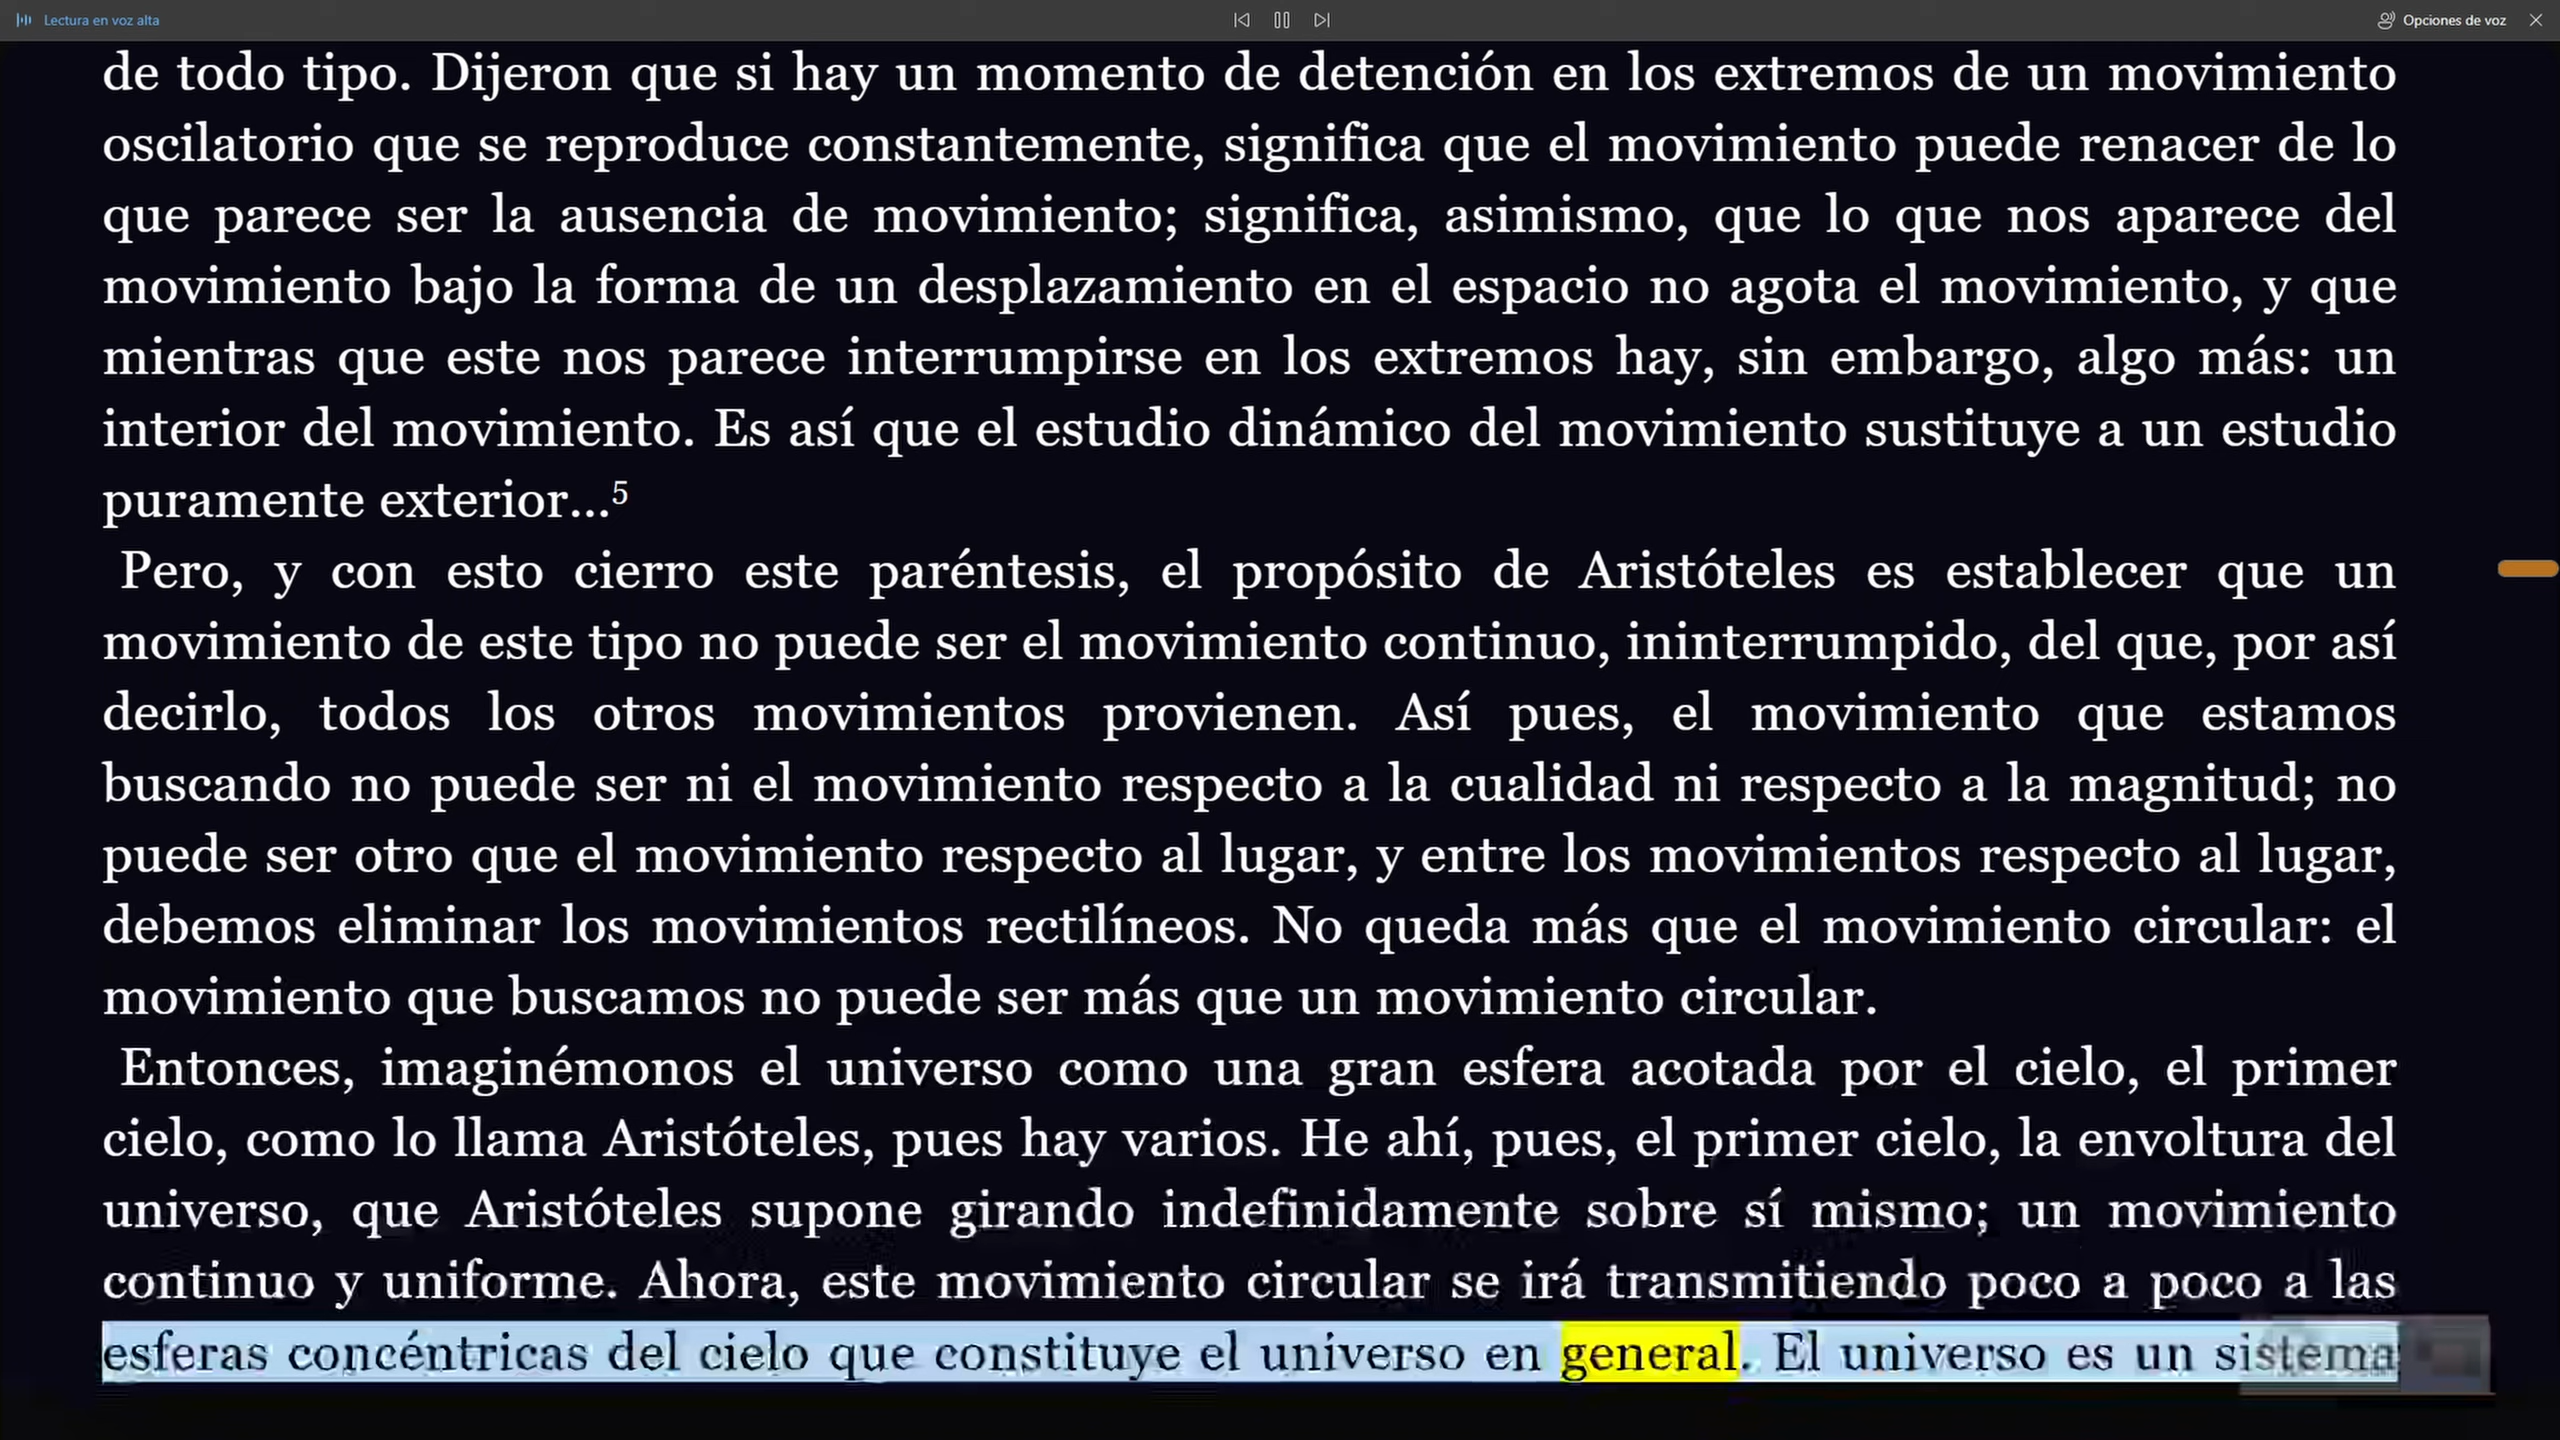 Lectura en voz alta
Opciones de voz
de todo tipo. Dijeron que si hay un momento de detención en los extremos de un movimiento
oscilatorio que se reproduce constantemente, significa que el movimiento puede renacer de lo
que parece ser la ausencia de movimiento; significa, asimismo, que lo que nos aparece del
movimiento bajo la forma de un desplazamiento en el espacio no agota el movimiento, y que
mientras que este nos parece interrumpirse en los extremos hay, sin embargo, algo más: un
interior del movimiento. Es así que el estudio dinámico del movimiento sustituye a un estudio
puramente exterior...⁵
Pero, y con esto cierro este paréntesis, el propósito de Aristóteles es establecer que un
movimiento de este tipo no puede ser el movimiento continuo, ininterrumpido, del que, por así
decirlo, todos los otros movimientos provienen. Así pues, el movimiento que estamos
buscando no puede ser ni el movimiento respecto a la cualidad ni respecto a la magnitud; no
puede ser otro que el movimiento respecto al lugar, y entre los movimientos respecto al lugar,
debemos eliminar los movimientos rectilíneos. No queda más que el movimiento circular: el
movimiento que buscamos no puede ser más que un movimiento circular.
Entonces, imaginémonos el universo como una gran esfera acotada por el cielo, el primer
cielo, como lo llama Aristóteles, pues hay varios. He ahí, pues, el primer cielo, la envoltura del
universo, que Aristóteles supone girando indefinidamente sobre sí mismo; un movimiento
continuo y uniforme. Ahora, este movimiento circular se irá transmitiendo poco a poco a las
esferas concéntricas del cielo que constituye el universo en general. El universo es un sistema